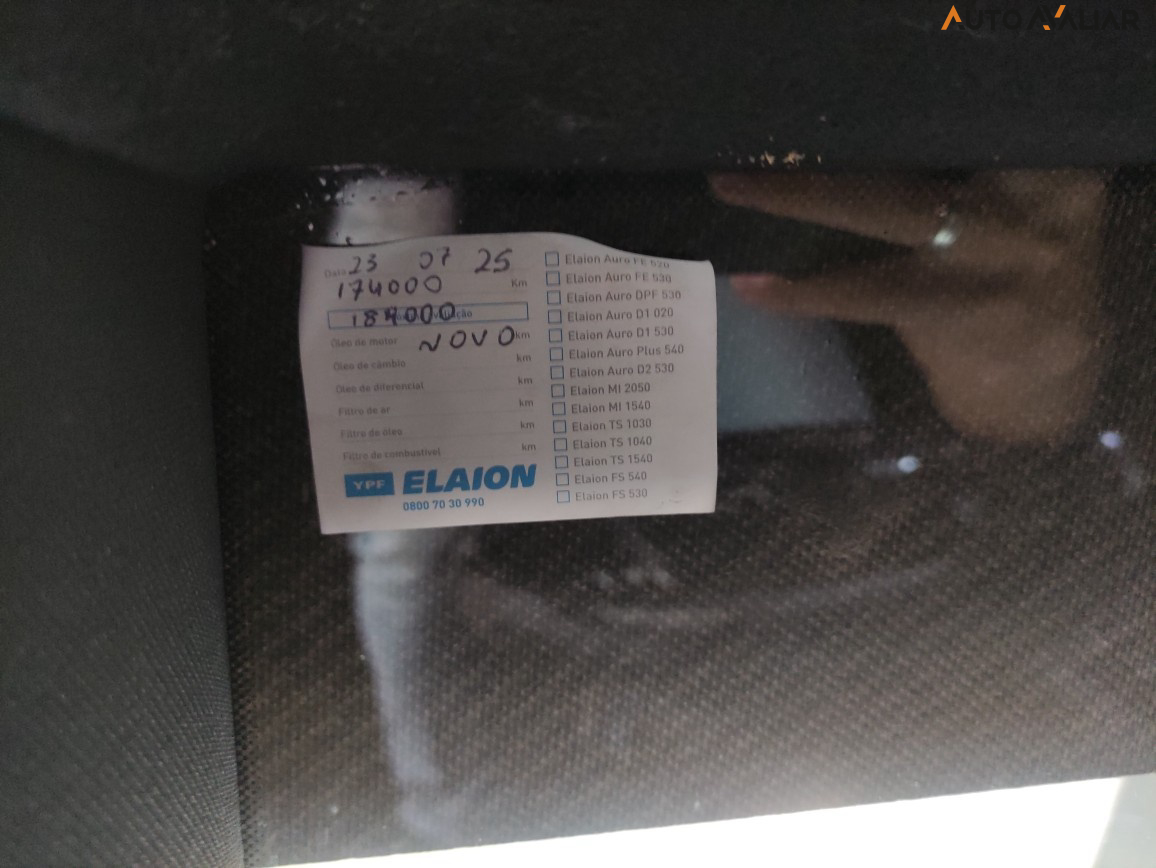 AUTO AVALIAR
Data 23 07 25
174000 Km
184000
Óleo de motor NOVO km
Óleo de câmbio km
Óleo de diferencial km
Filtro de ar km
Filtro de óleo km
Filtro de combustível km
YPF ELAION
0800 70 30 990
Elaion Auro FE 520
Elaion Auro FE 530
Elaion Auro DPF 530
Elaion Auro D1 020
Elaion Auro D1 530
Elaion Auro Plus 540
Elaion Auro D2 530
Elaion MI 2050
Elaion MI 1540
Elaion TS 1030
Elaion TS 1040
Elaion TS 1540
Elaion FS 540
Elaion FS 530